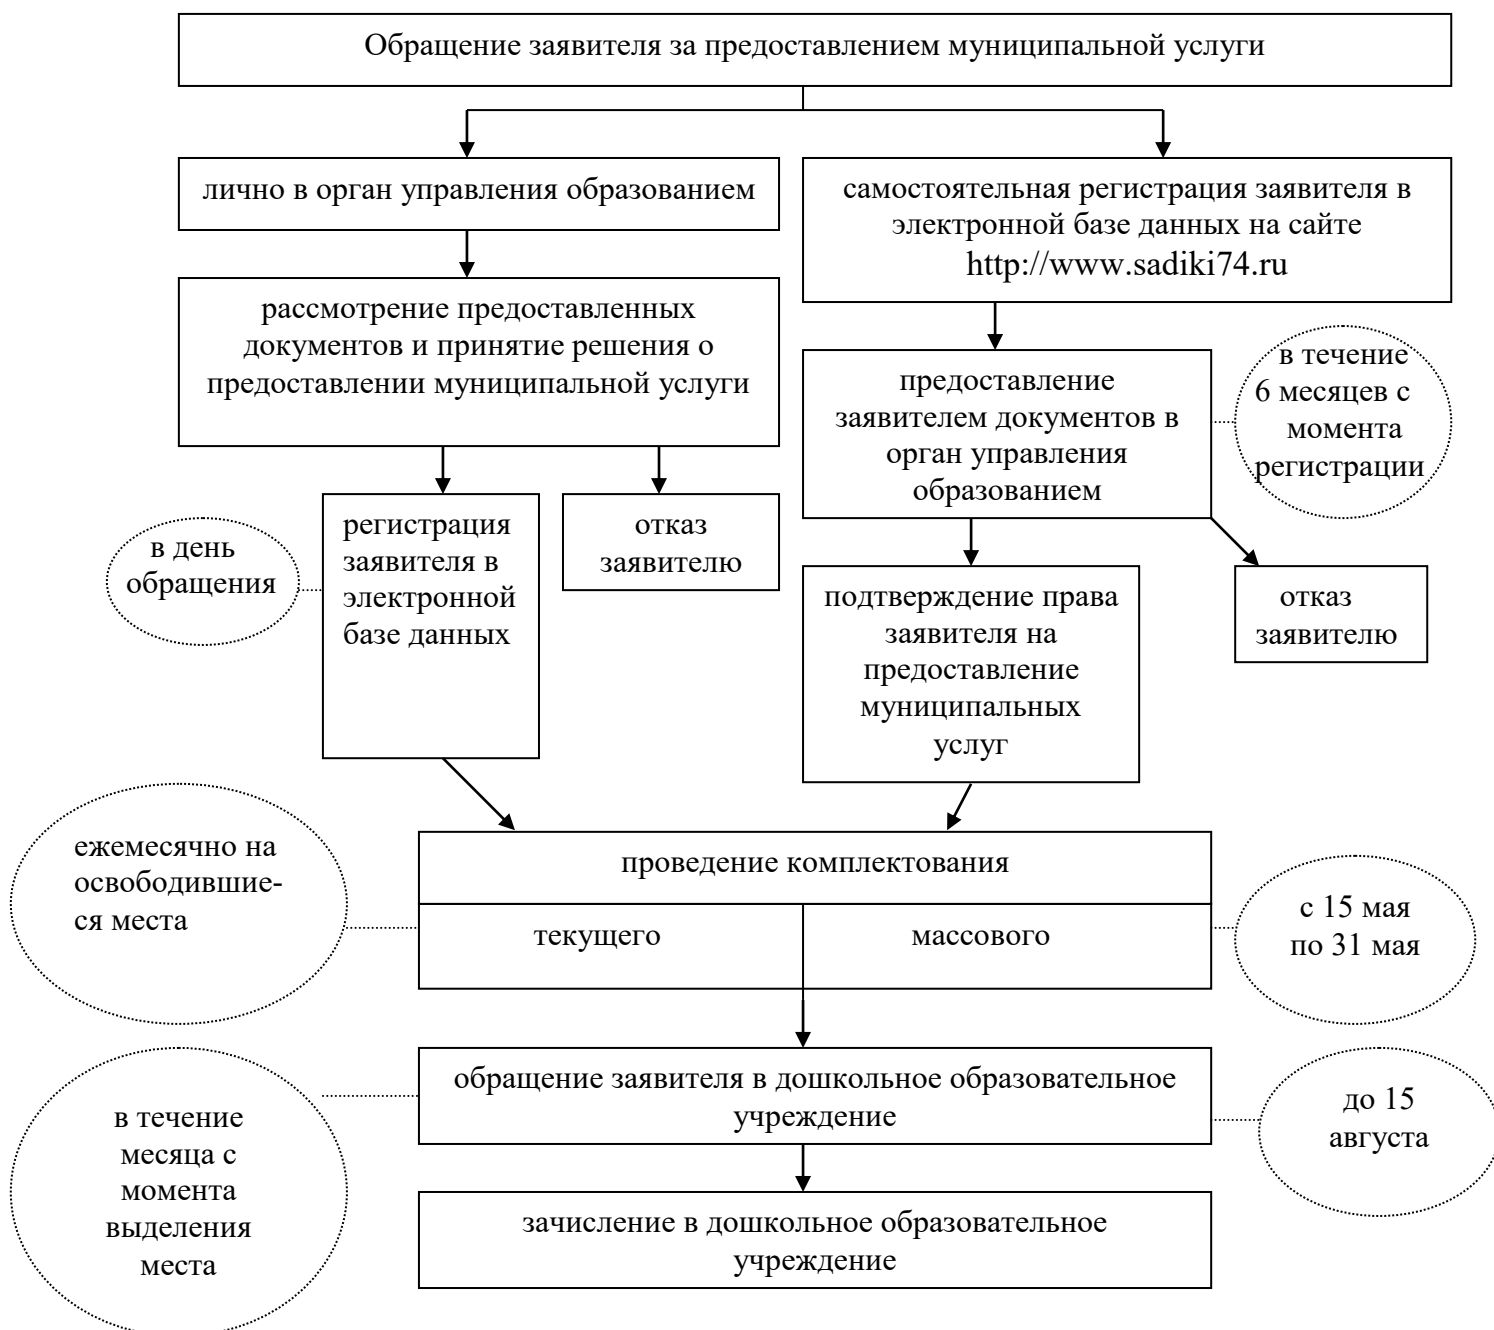 Обращение заявителя за предоставлением муниципальной услуги
лично в орган управления образованием
самостоятельная регистрация заявителя в
электронной базе данных на сайте
http://www.sadiki74.ru
рассмотрение предоставленных
документов и принятие решения о
предоставлении муниципальной услуги
предоставление
заявителем документов в
орган управления
образованием
в течение
6 месяцев с
момента
регистрации
в день
обращения
регистрация
заявителя в
электронной
базе данных
отказ
заявителю
подтверждение права
заявителя на
предоставление
муниципальных
услуг
отказ
заявителю
ежемесячно на
освободившие-
ся места
проведение комплектования
текущего
массового
с 15 мая
по 31 мая
в течение
месяца с
момента
выделения
места
обращение заявителя в дошкольное образовательное
учреждение
до 15
августа
зачисление в дошкольное образовательное
учреждение